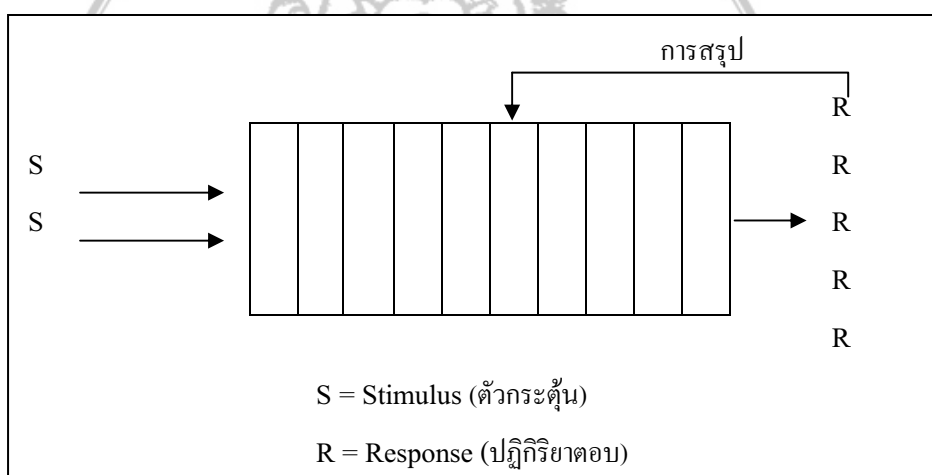 การสรุป
R
S R
S R
R
R
S = Stimulus (ตัวกระตุ้น)
R = Response (ปฏิกิริยาตอบ)